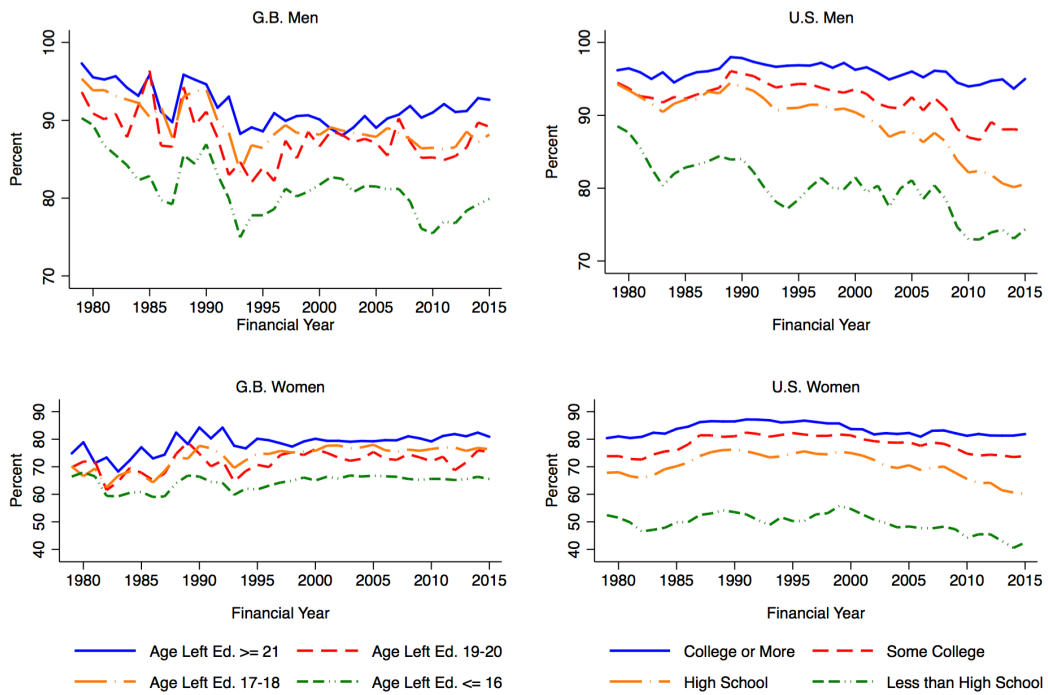 G.B. Men
100
90
80
70
Percent
1980 1985 1990 1995 2000 2005 2010 2015
Financial Year
U.S. Men
100
90
80
70
Percent
1980 1985 1990 1995 2000 2005 2010 2015
Financial Year
G.B. Women
90
80
70
60
50
40
Percent
1980 1985 1990 1995 2000 2005 2010 2015
Financial Year
U.S. Women
90
80
70
60
50
40
Percent
1980 1985 1990 1995 2000 2005 2010 2015
Financial Year
Age Left Ed. >= 21 Age Left Ed. 19-20
Age Left Ed. 17-18 Age Left Ed. <= 16
College or More Some College
High School Less than High School